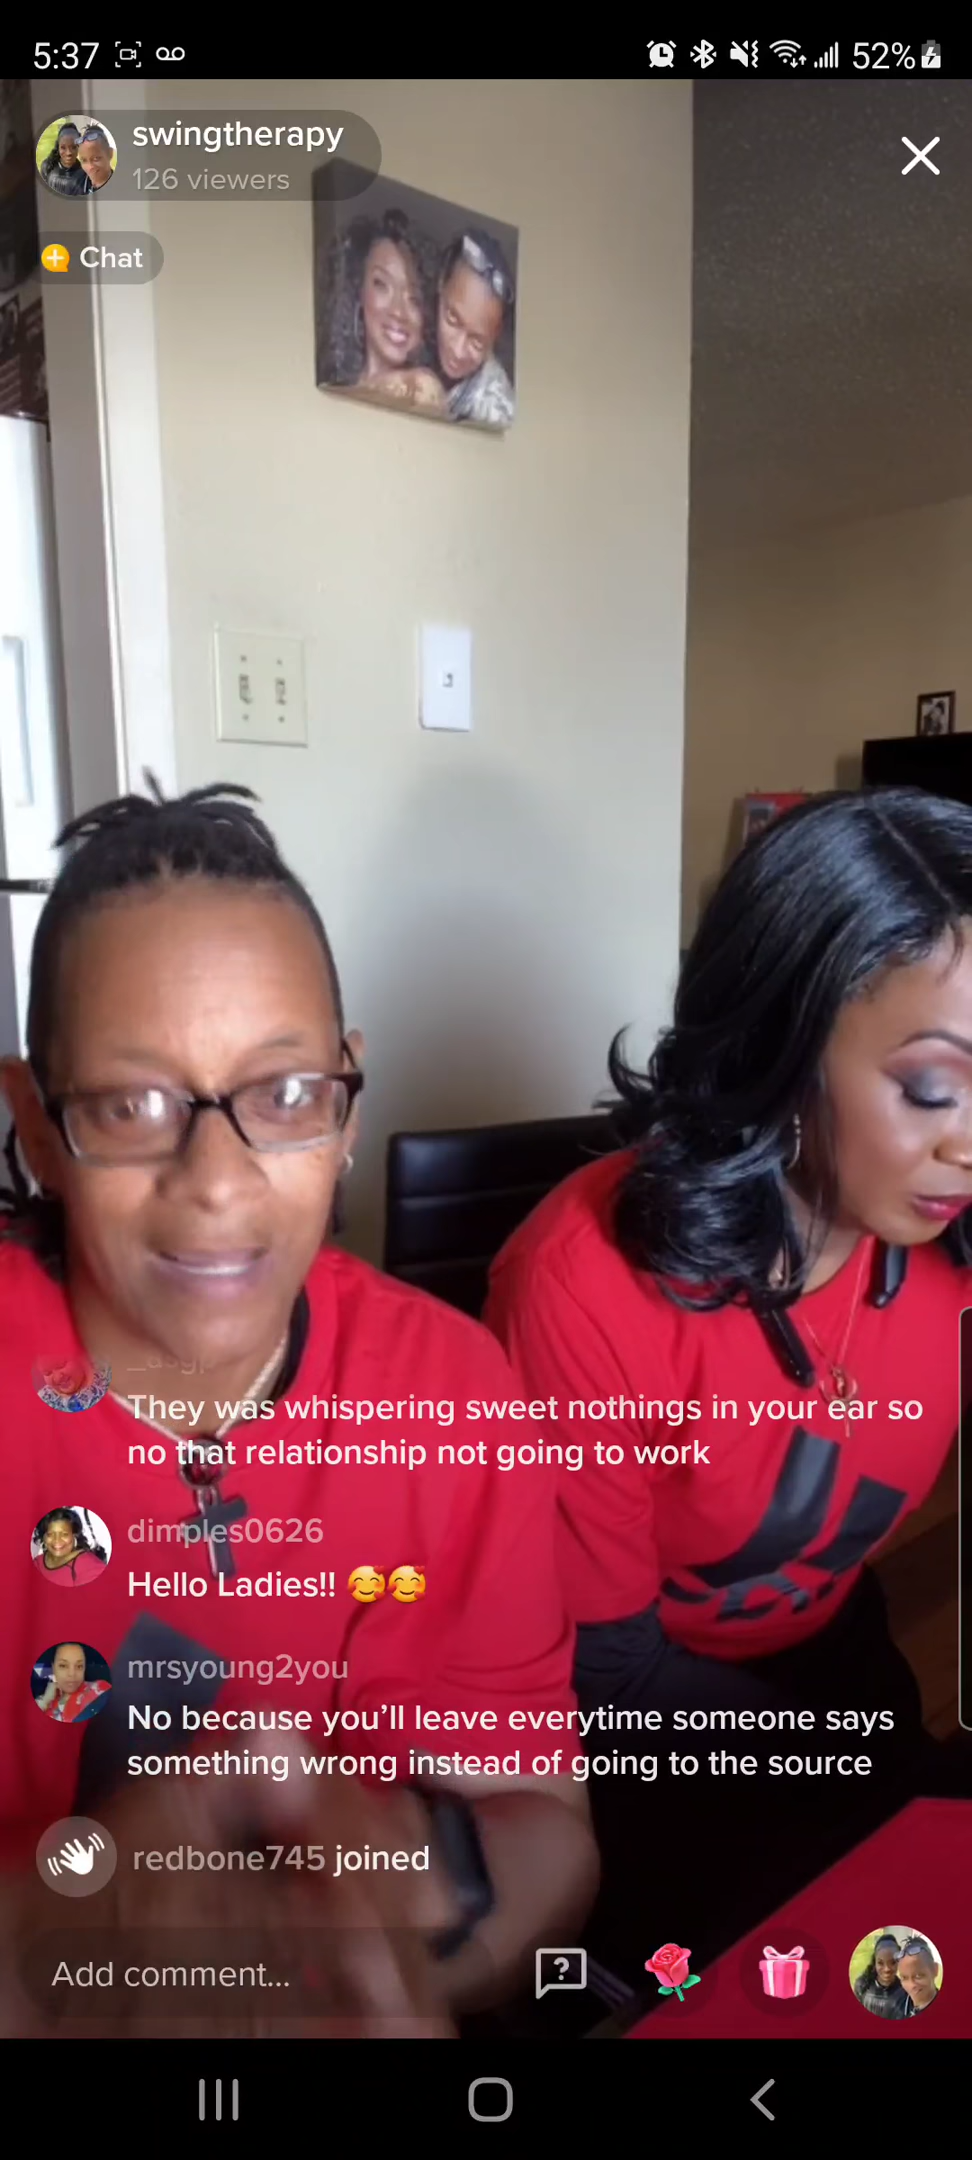 5:37
52%
swingtherapy
126 viewers
Chat
They was whispering sweet nothings in your ear so
no that relationship not going to work
dimples0626
Hello Ladies!! 🥰🥰
mrsyoung2you
No because you’ll leave everytime someone says
something wrong instead of going to the source
redbone745 joined
Add comment...